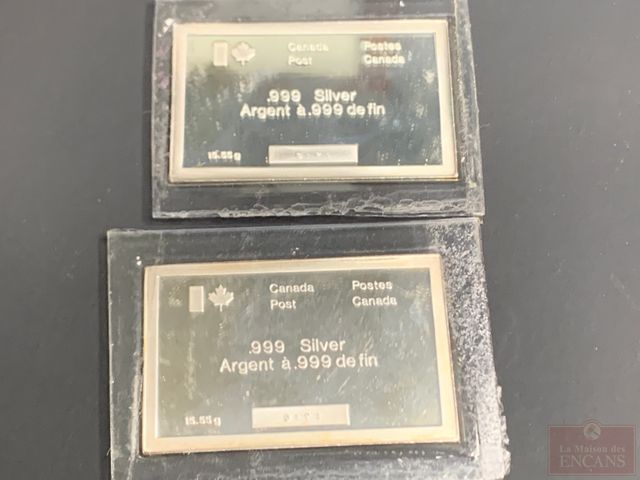 Canada Postes
Post Canada
.999 Silver
Argent à .999 de fin
15.55g
Canada Postes
Post Canada
.999 Silver
Argent à .999 de fin
15.55g
La Maison des
ENCANS